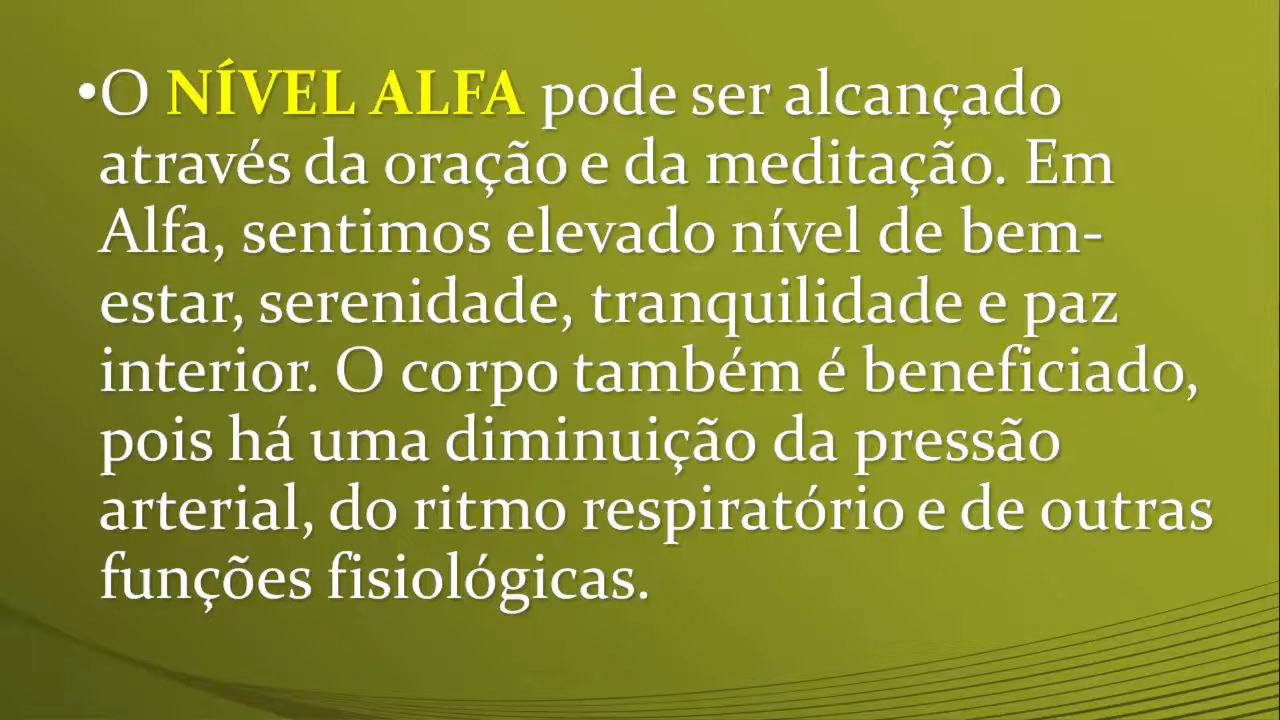 •O NÍVEL ALFA pode ser alcançado
através da oração e da meditação. Em
Alfa, sentimos elevado nível de bem-
estar, serenidade, tranquilidade e paz
interior. O corpo também é beneficiado,
pois há uma diminuição da pressão
arterial, do ritmo respiratório e de outras
funções fisiológicas.